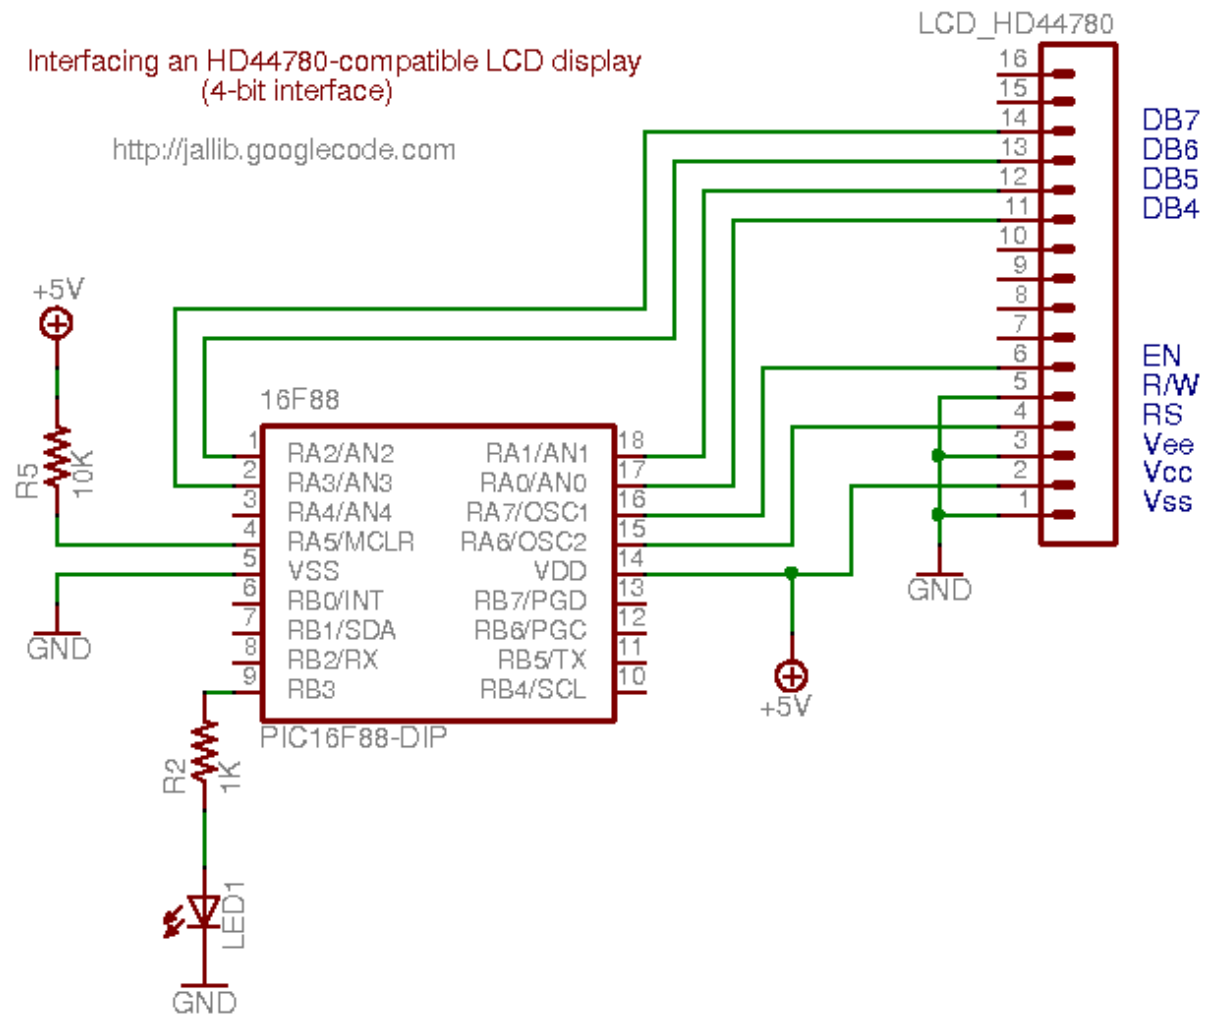 LCD_HD44780
Interfacing an HD44780-compatible LCD display
(4-bit interface)
http://jallib.googlecode.com
16
15
14 DB7
13 DB6
12 DB5
11 DB4
10
9
8
7
6 EN
5 R/W
4 RS
3 Vee
2 Vcc
1 Vss
+5V
R5
10K
GND
16F88
1 RA2/AN2 RA1/AN1 18
2 RA3/AN3 RA0/AN0 17
3 RA4/AN4 RA7/OSC1 16
4 RA5/MCLR RA6/OSC2 15
5 VSS VDD 14
6 RB0/INT RB7/PGD 13
7 RB1/SDA RB6/PGC 12
8 RB2/RX RB5/TX 11
9 RB3 RB4/SCL 10
PIC16F88-DIP
GND
+5V
R2
1K
LED1
GND